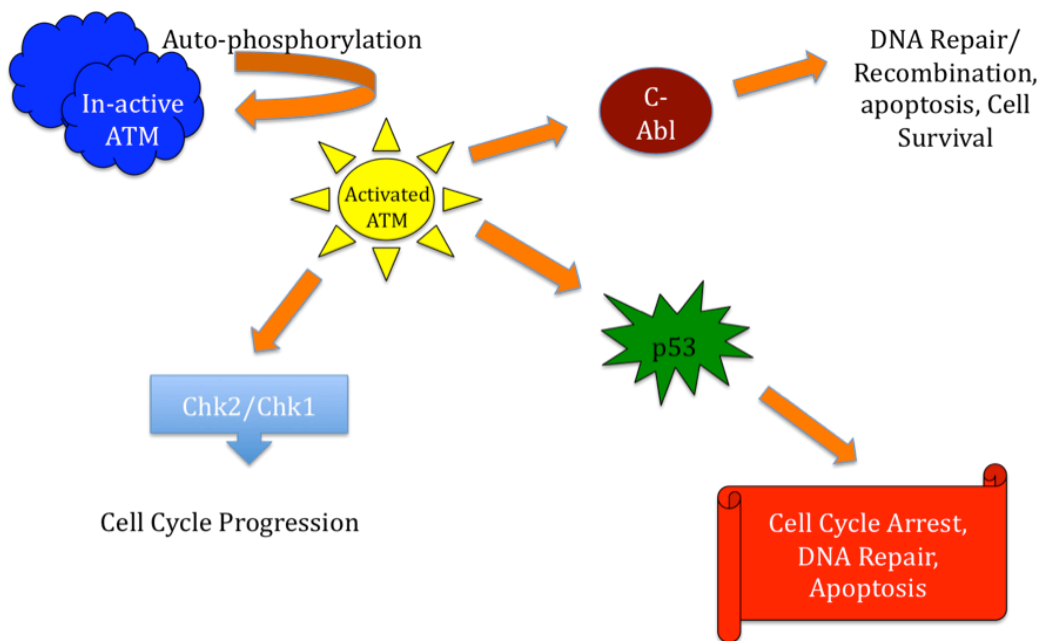 Auto-phosphorylation
In-active
ATM
Activated
ATM
C-
Abl
DNA Repair/
Recombination,
apoptosis, Cell
Survival
p53
Chk2/Chk1
Cell Cycle Progression
Cell Cycle Arrest,
DNA Repair,
Apoptosis